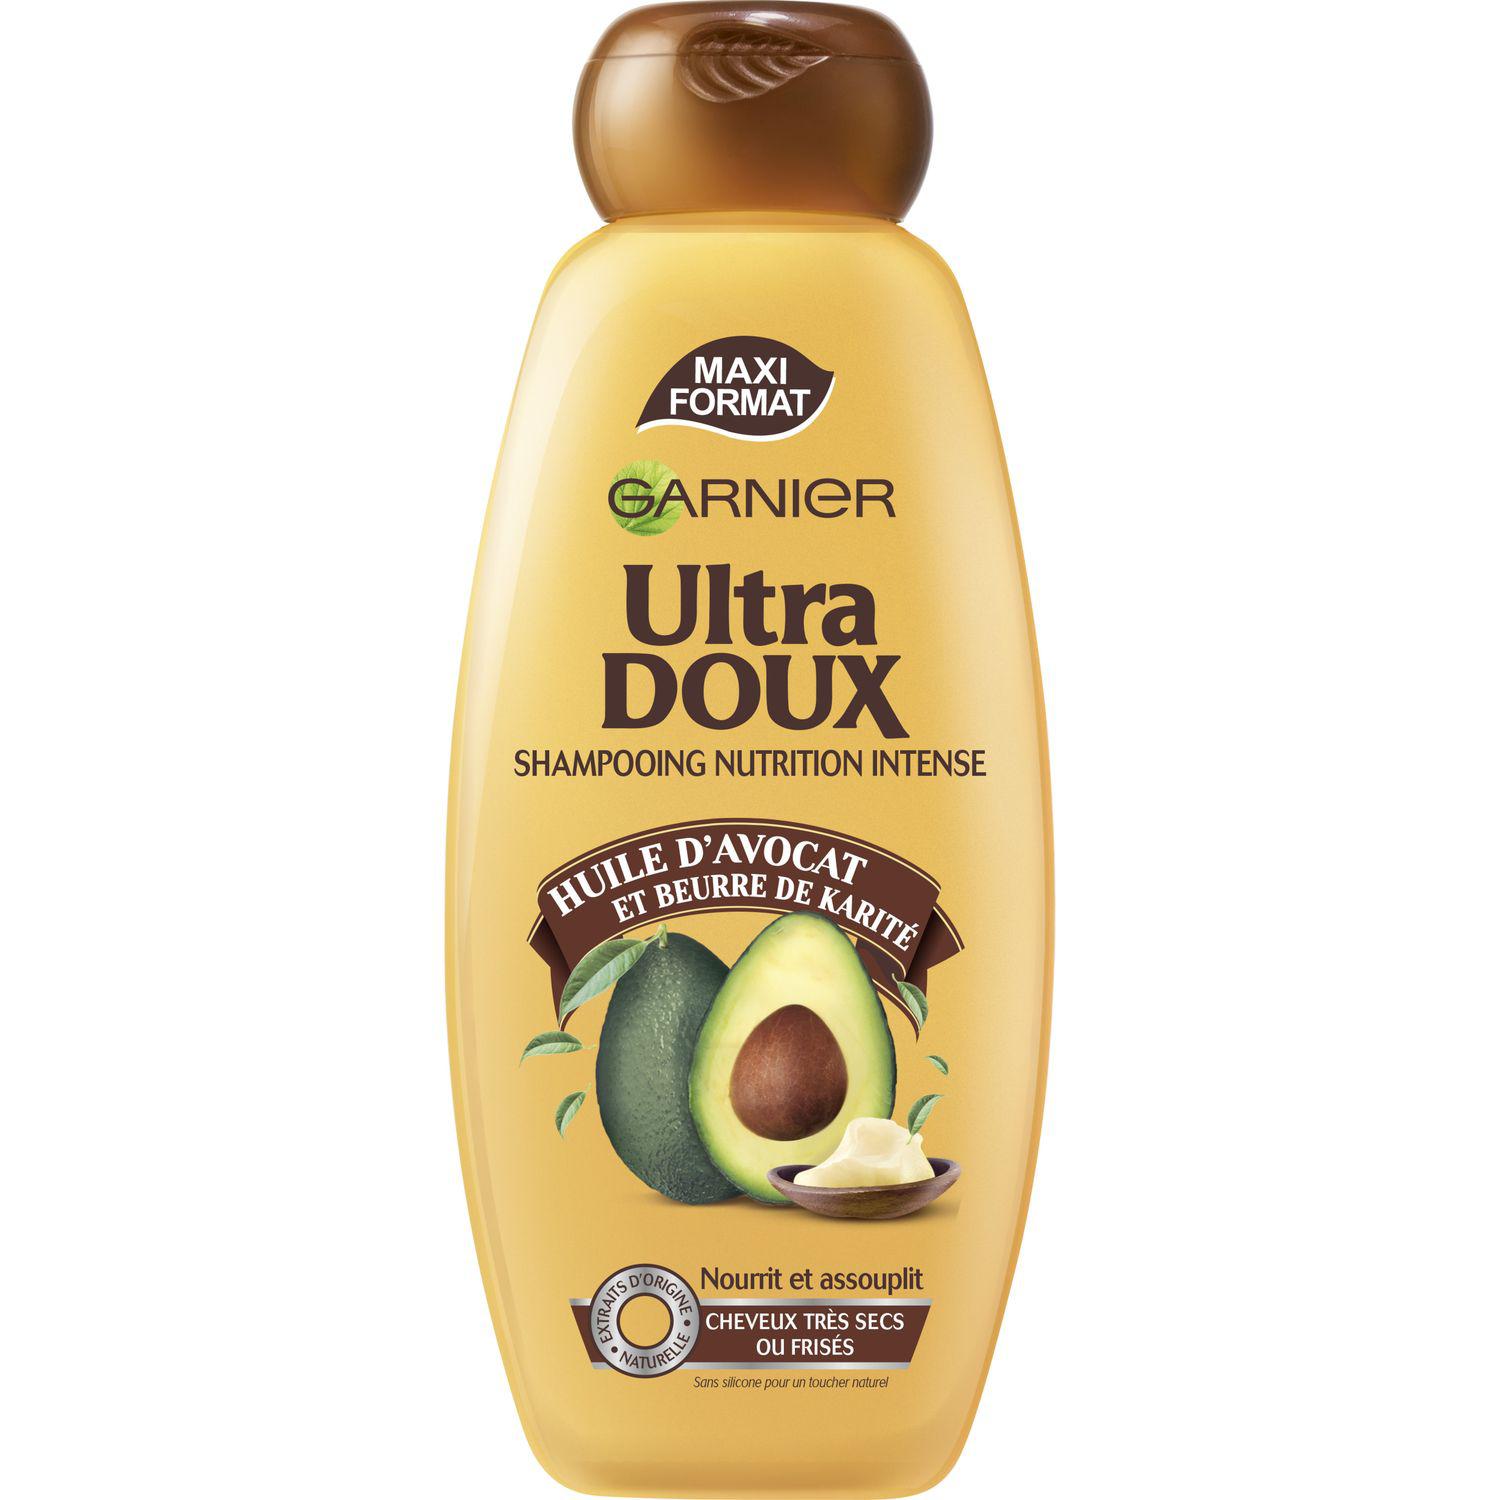 MAXI
FORMAT
GARNIER
Ultra
DOUX
SHAMPOOING NUTRITION INTENSE
HUILE D'AVOCAT
ET BEURRE DE KARITÉ
EXTRAITS D'ORIGINE
NATURELLE
Nourrit et assouplit
CHEVEUX TRÈS SECS
OU FRISÉS
Sans silicone pour un toucher naturel